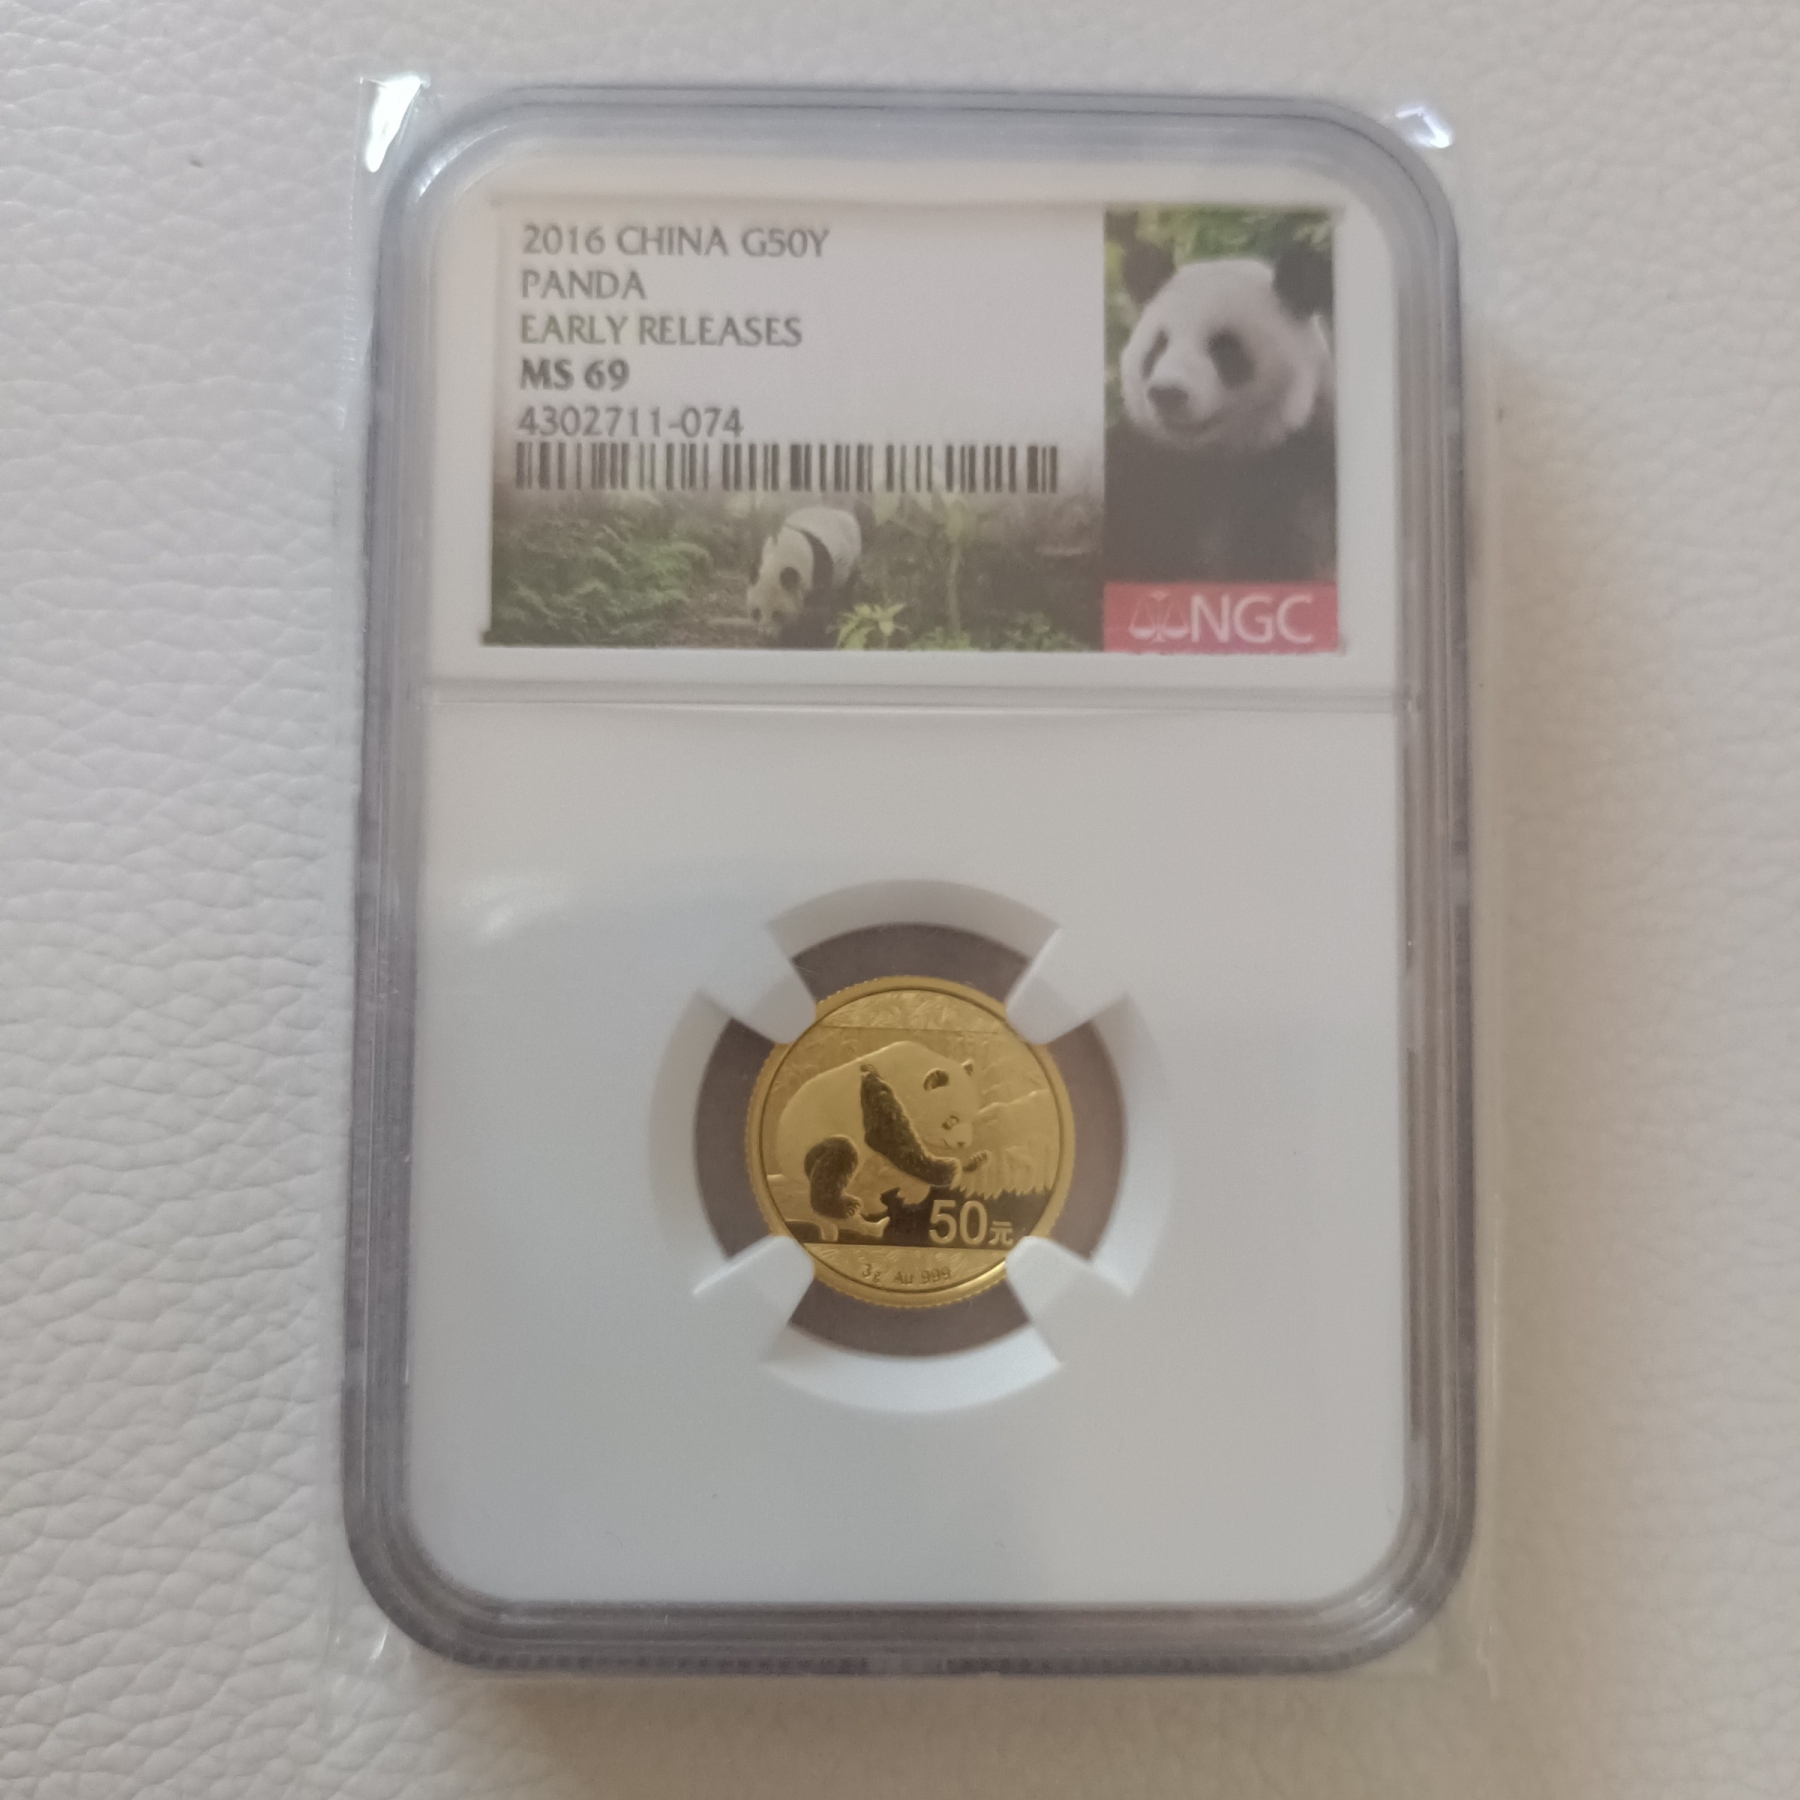 2016 CHINA G50Y
PANDA
EARLY RELEASES
MS 69
4302711-074
NGC
50元
3g Au 999